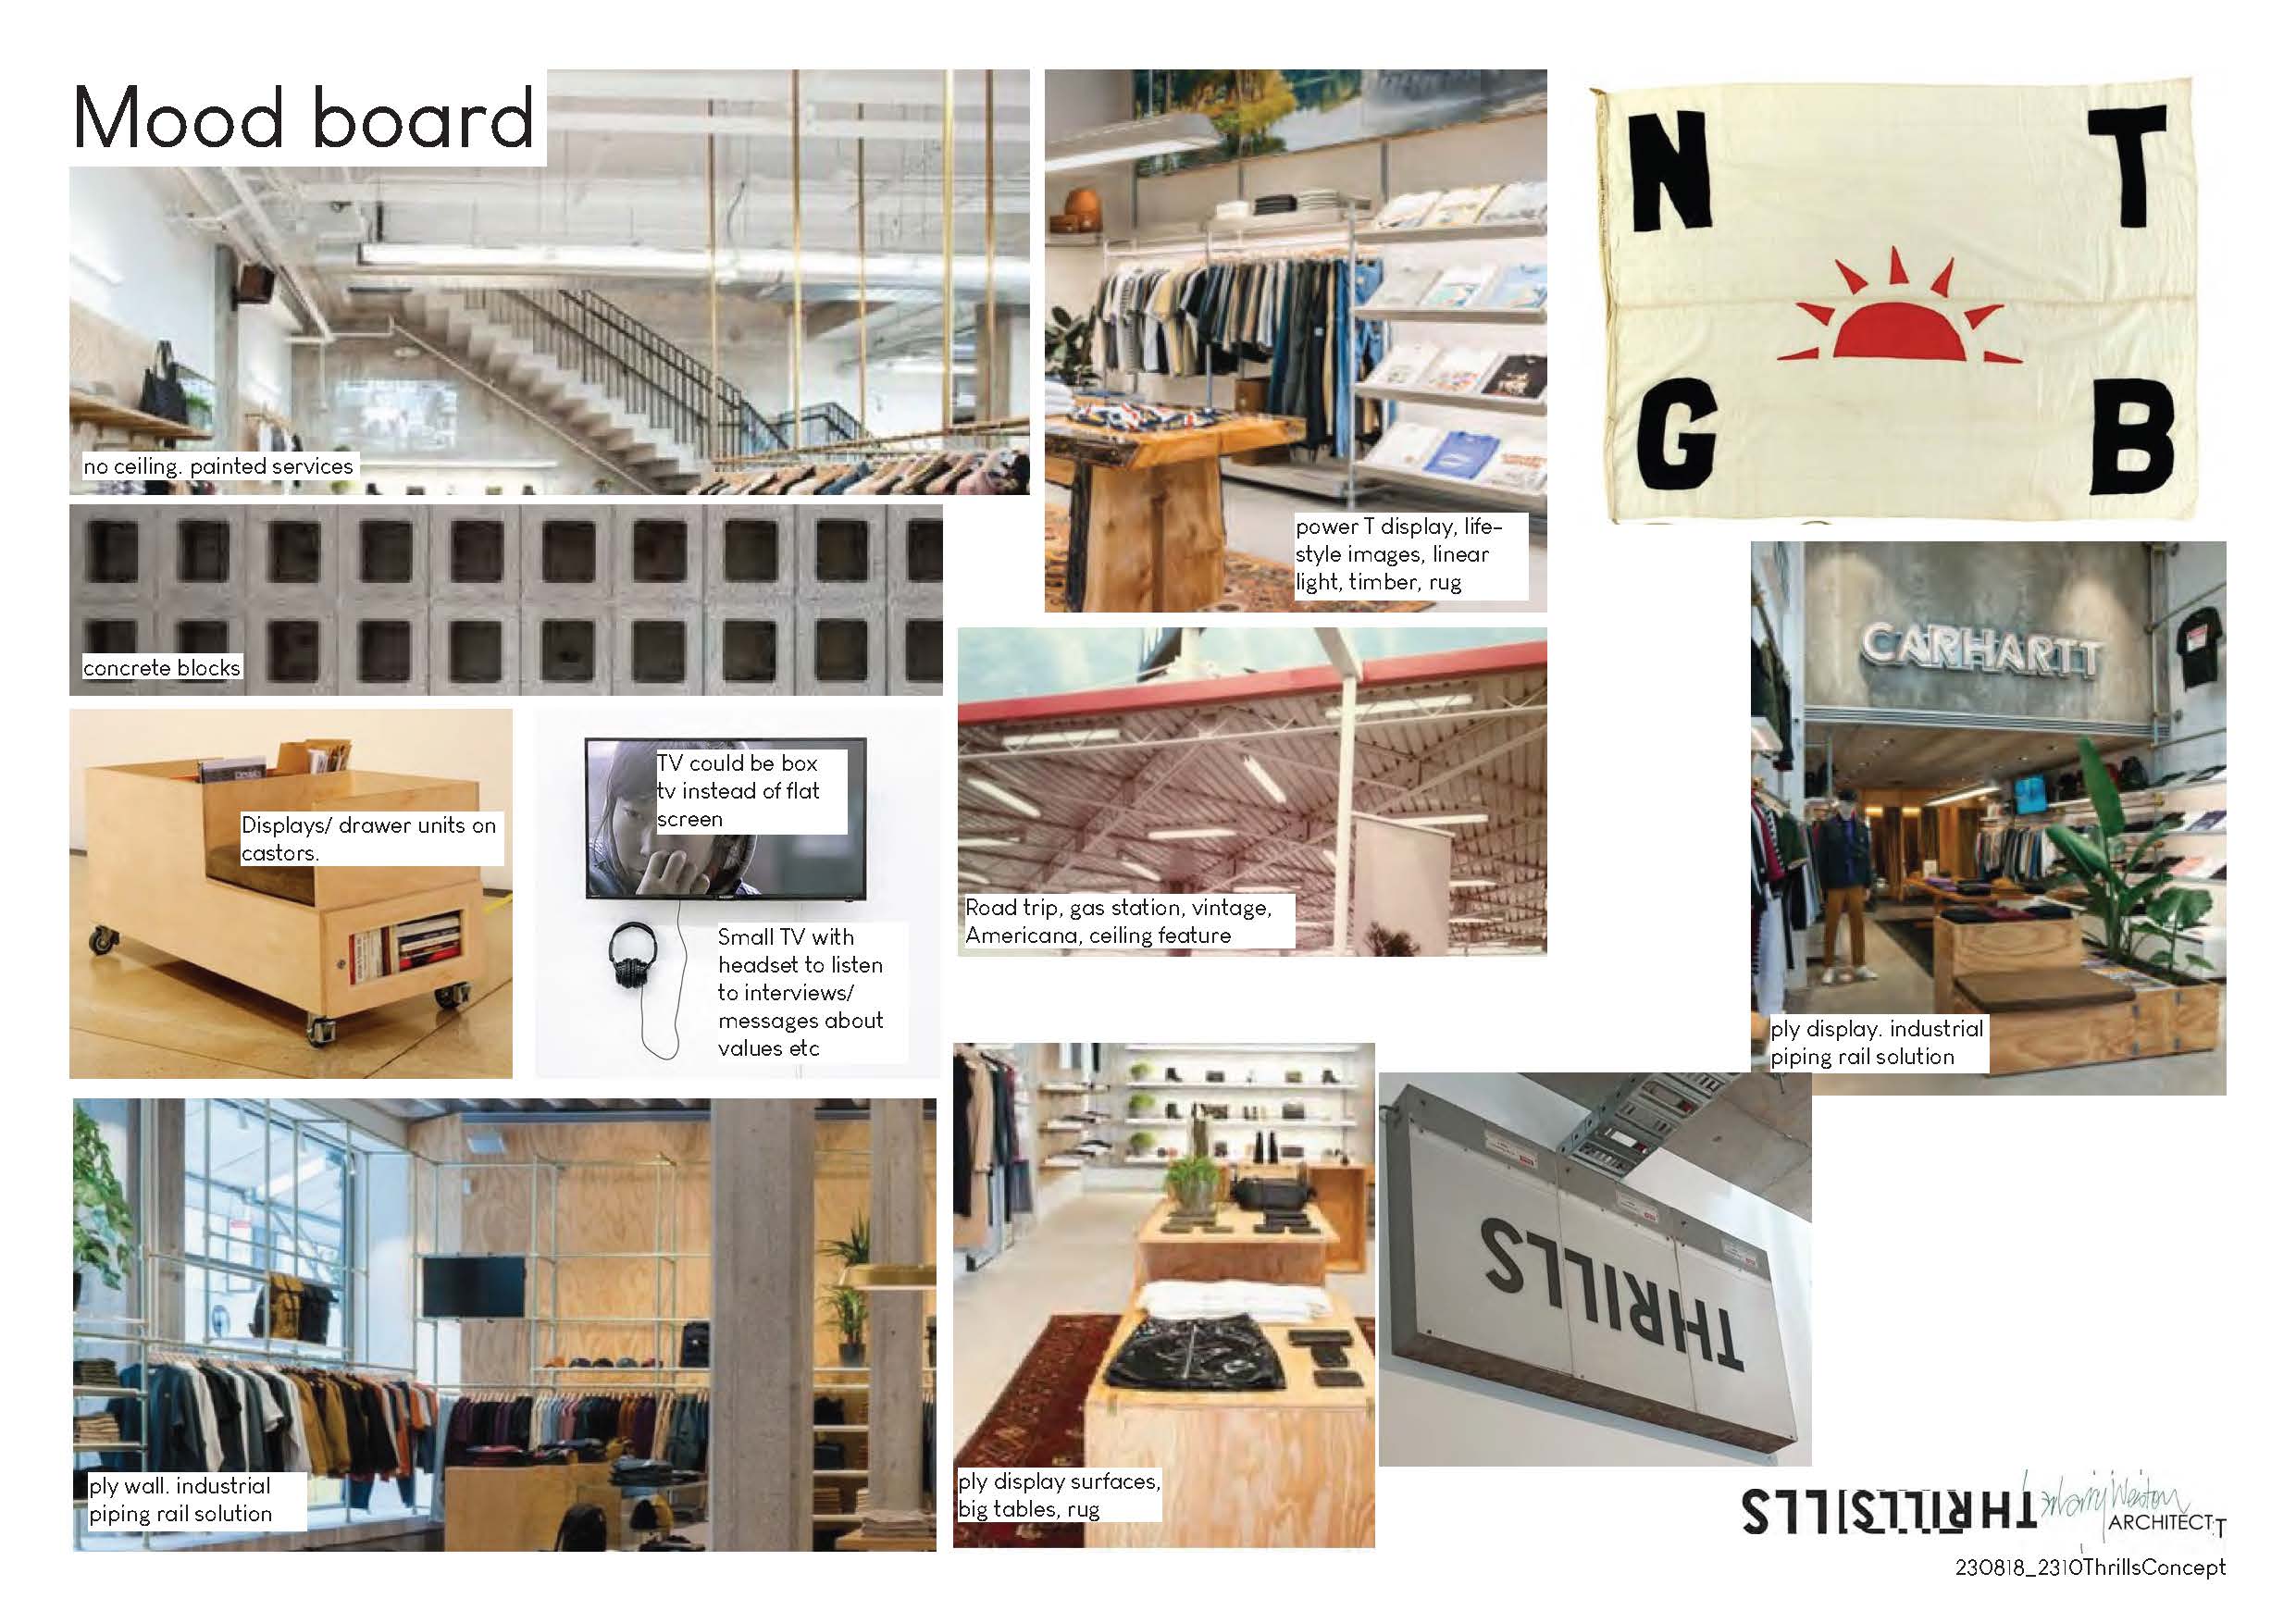 Mood board
no ceiling. painted services
concrete blocks
Displays/ drawer units on
castors.
TV could be box
tv instead of flat
screen
Small TV with
headset to listen
to interviews/
messages about
values etc
ply wall. industrial
piping rail solution
power T display, life-
style images, linear
light, timber, rug
Road trip, gas station, vintage,
Americana, ceiling feature
ply display surfaces,
big tables, rug
N T
G B
CARHARTT
ply display. industrial
piping rail solution
THRILLS
THRILLS
ARCHITECT
230818_2310ThrillsConcept